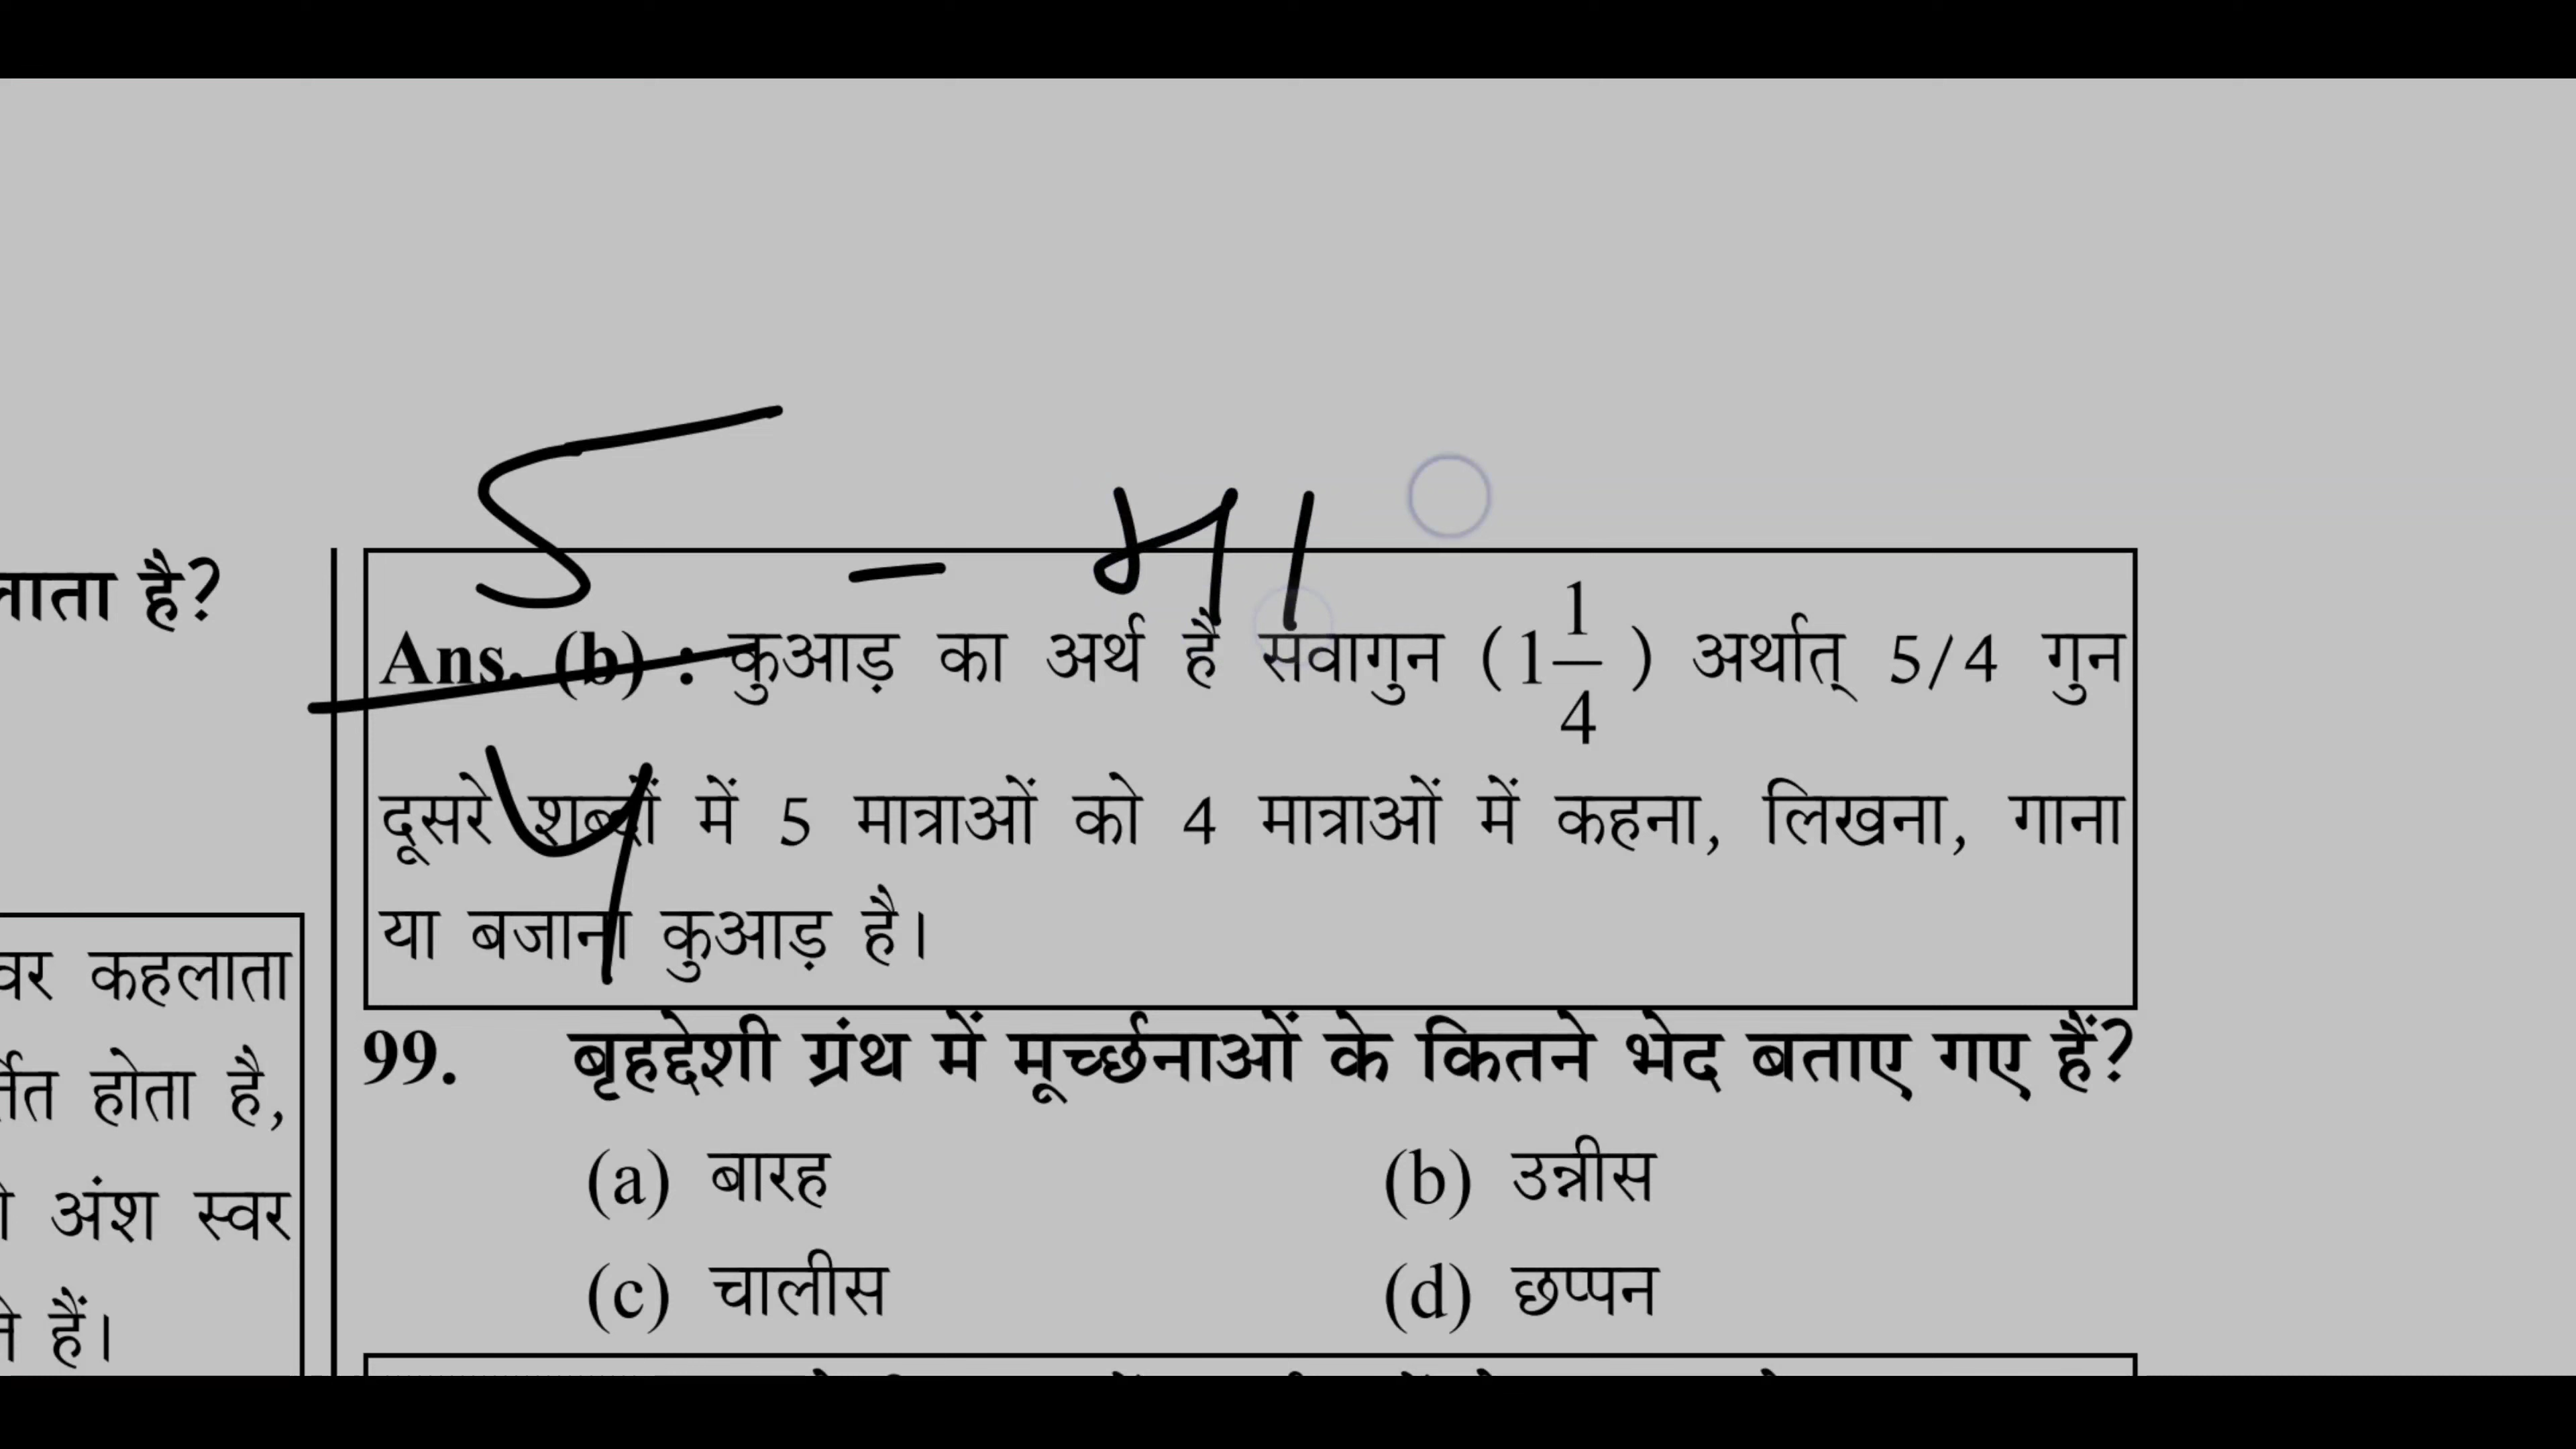 लाता है?
5 - मा
4
Ans. (b) : कुआड़ का अर्थ है सवागुन (1 1/4) अर्थात् 5/4 गुन
दूसरे शब्दों में 5 मात्राओं को 4 मात्राओं में कहना, लिखना, गाना
या बजाना कुआड़ है।
वर कहलाता
होता है,
अंश स्वर
हैं।
99. बृहद्देशी ग्रंथ में मूर्च्छनाओं के कितने भेद बताए गए हैं?
(a) बारह (b) उन्नीस
(c) चालीस (d) छप्पन